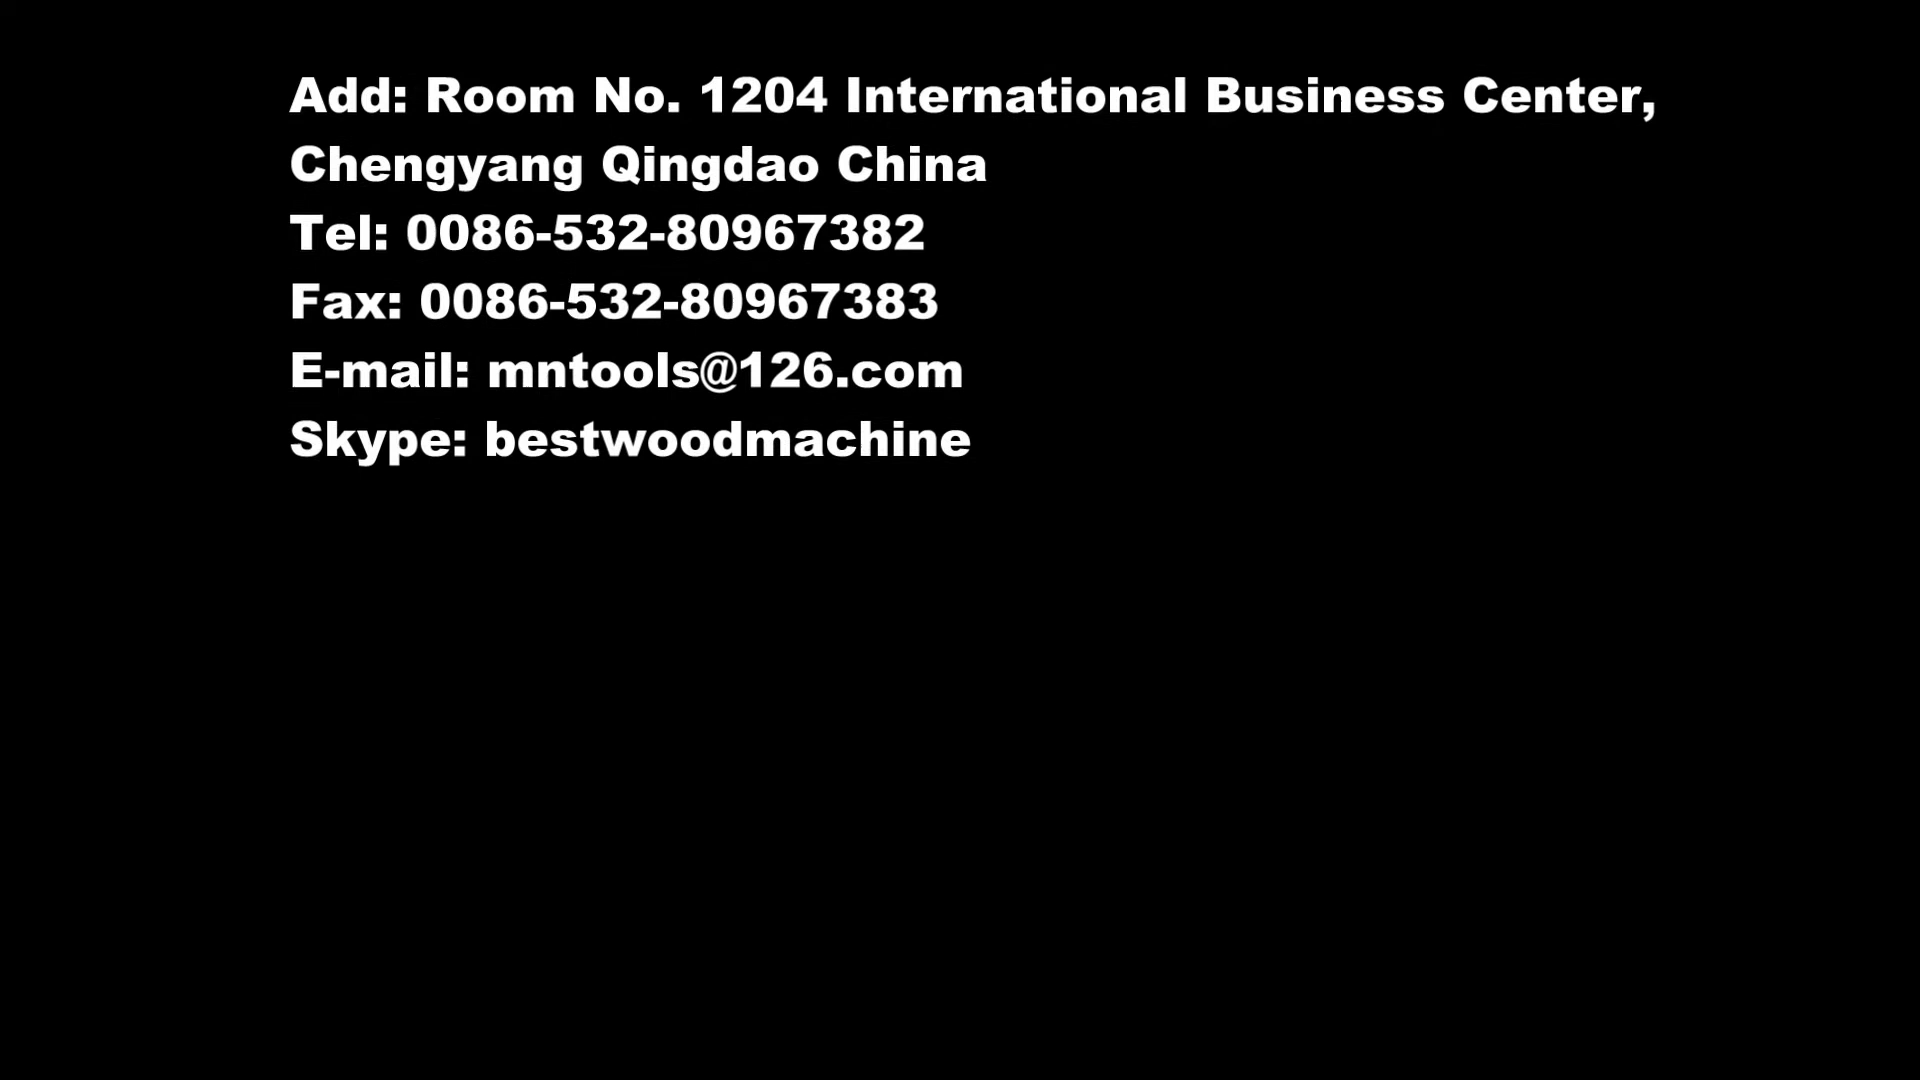 Add: Room No. 1204 International Business Center,
Chengyang Qingdao China
Tel: 0086-532-80967382
Fax: 0086-532-80967383
E-mail: mntools@126.com
Skype: bestwoodmachine